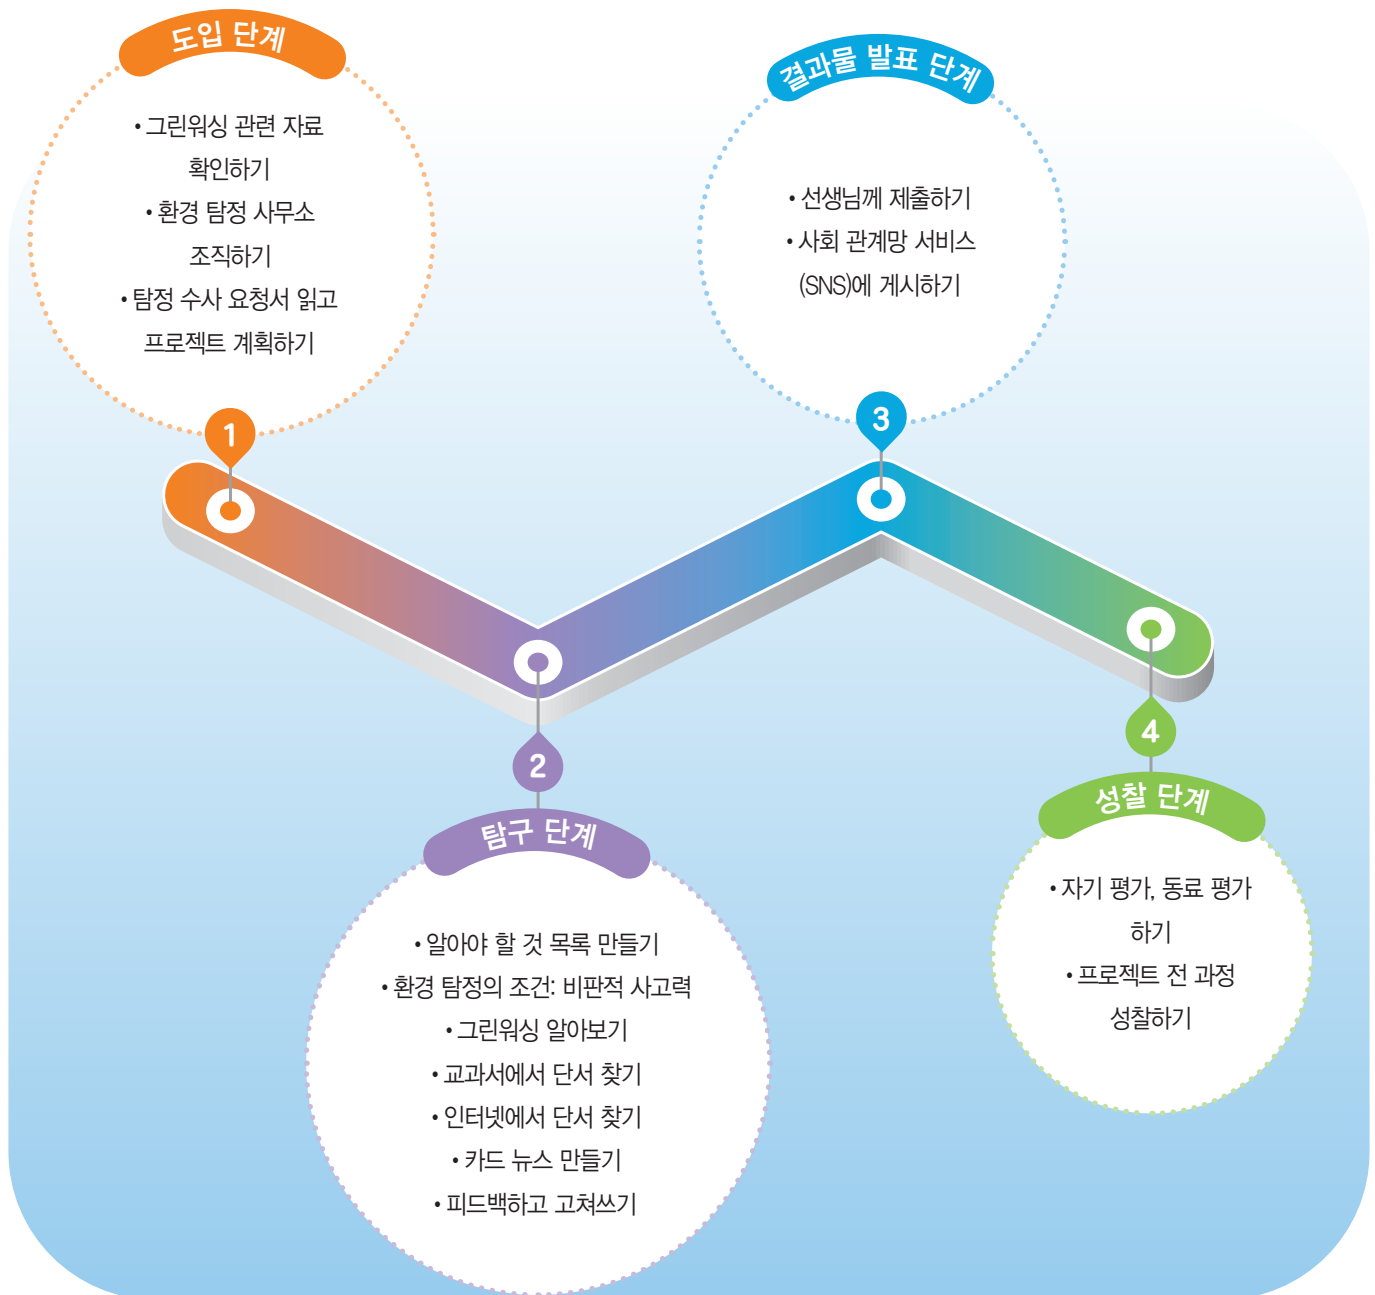 도입 단계
• 그린워싱 관련 자료
확인하기
• 환경 탐정 사무소
조직하기
• 탐정 수사 요청서 읽고
프로젝트 계획하기
1
2
탐구 단계
• 알아야 할 것 목록 만들기
• 환경 탐정의 조건: 비판적 사고력
• 그린워싱 알아보기
• 교과서에서 단서 찾기
• 인터넷에서 단서 찾기
• 카드 뉴스 만들기
• 피드백하고 고쳐쓰기
결과물 발표 단계
• 선생님께 제출하기
• 사회 관계망 서비스
(SNS)에 게시하기
3
4
성찰 단계
• 자기 평가, 동료 평가
하기
• 프로젝트 전 과정
성찰하기